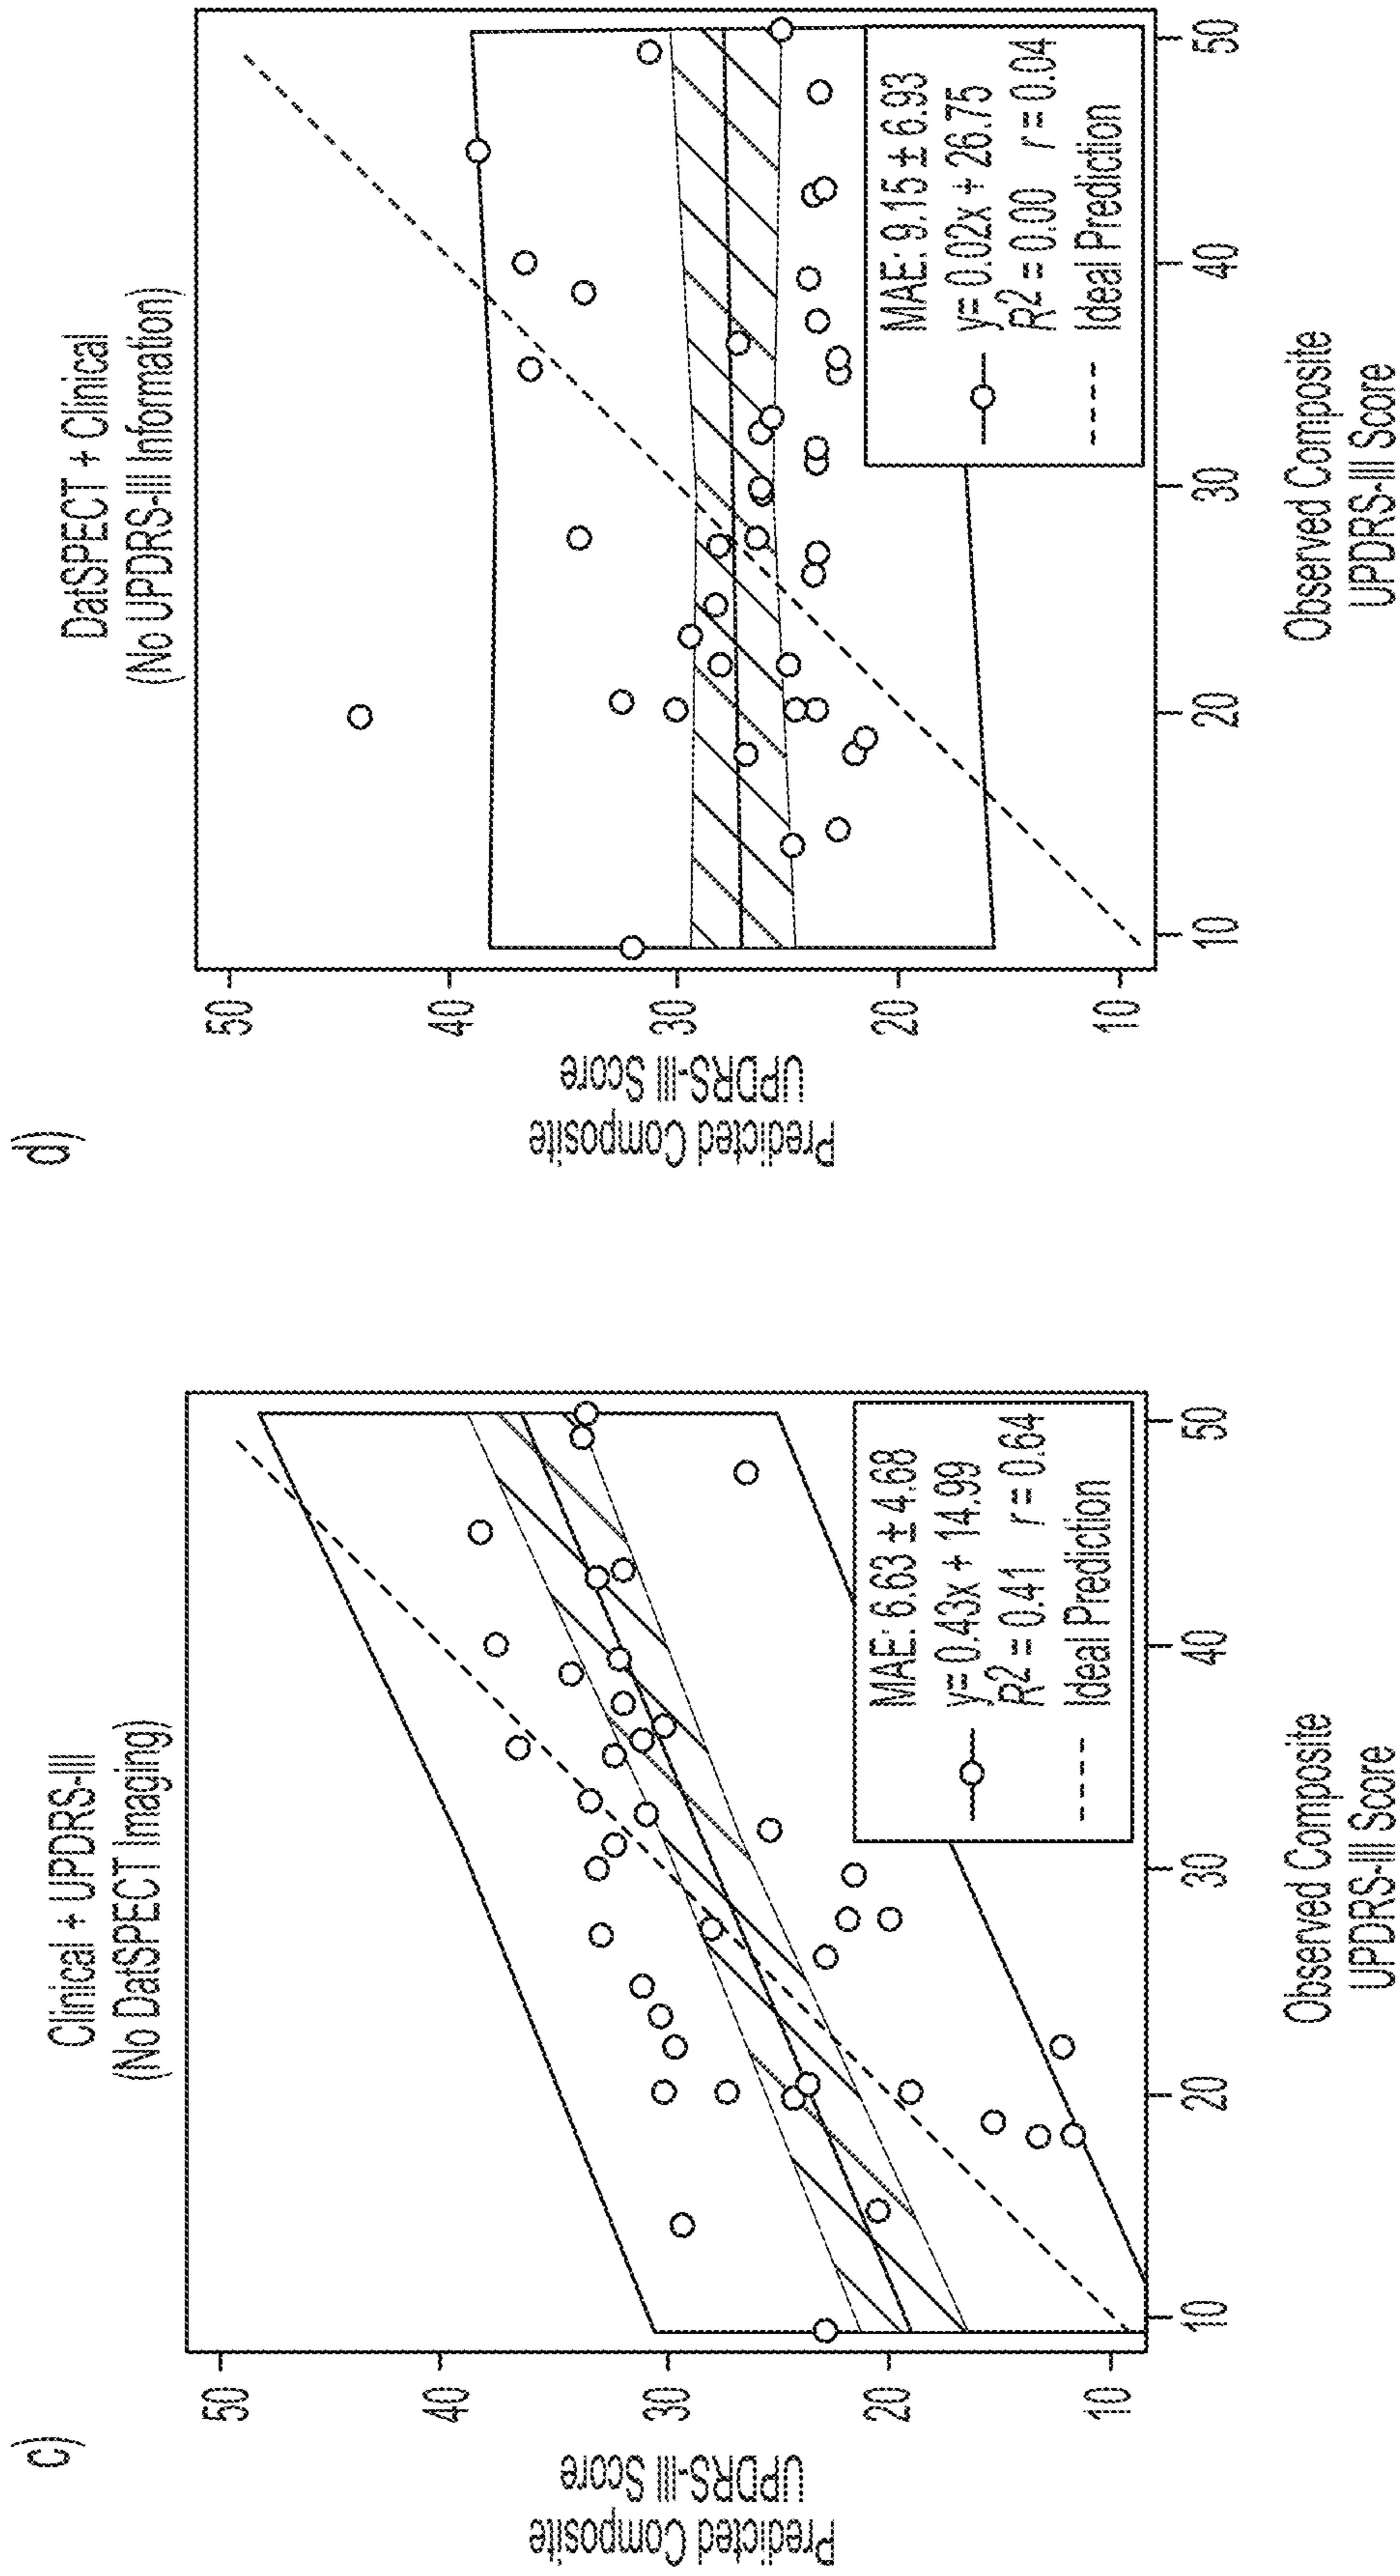 c)
Clinical + UPDRS-III
(No DatSPECT Imaging)
Predicted Composite
UPDRS-III Score
50
40
30
20
10
MAE: 6.63 ± 4.68
y= 0.43x + 14.99
R² = 0.41 r = 0.64
Ideal Prediction
10
20
30
40
50
Observed Composite
UPDRS-III Score
d)
DatSPECT + Clinical
(No UPDRS-III Information)
Predicted Composite
UPDRS-III Score
50
40
30
20
10
MAE: 9.15 ± 6.93
y= 0.02x + 26.75
R² = 0.00 r = 0.04
Ideal Prediction
10
20
30
40
50
Observed Composite
UPDRS-III Score